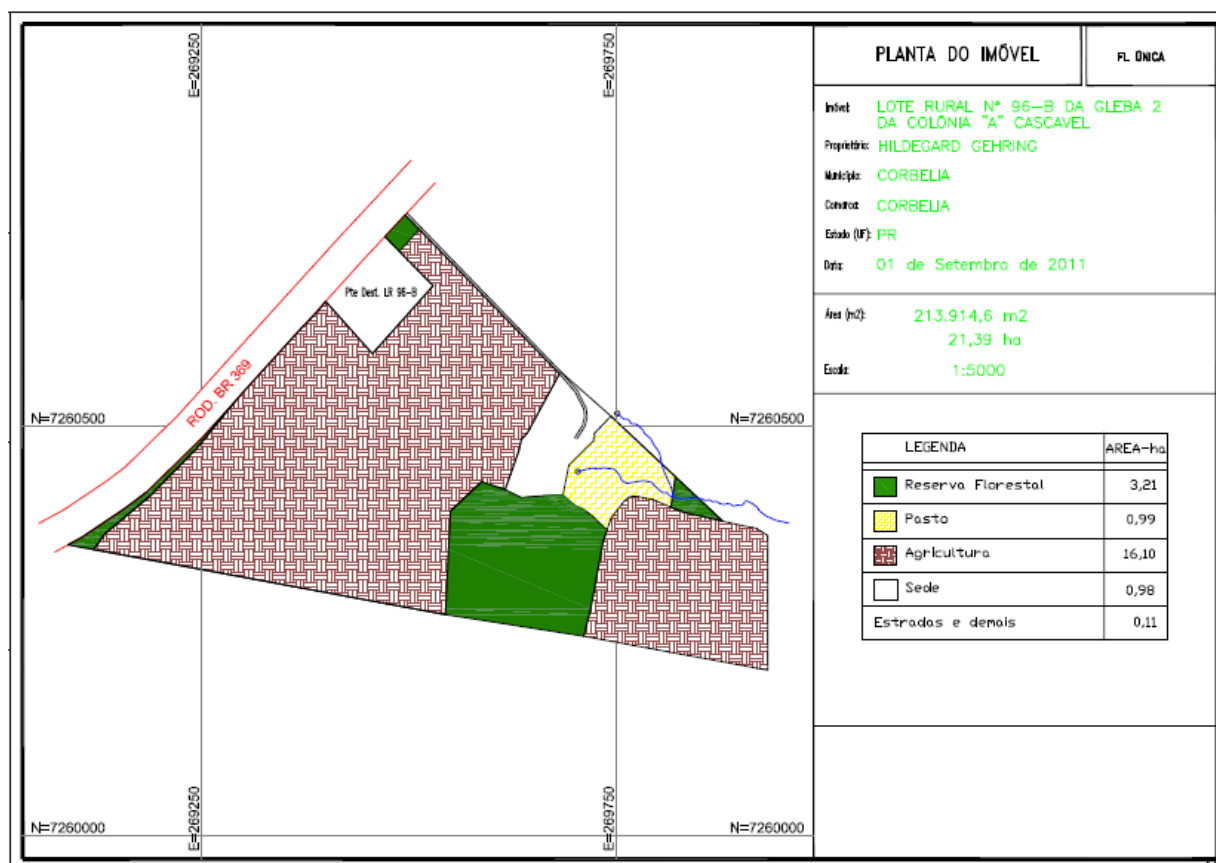 E=269250
E=269750
PLANTA DO IMÓVEL
FL ÚNICA
Imóvel: LOTE RURAL Nª 96-B DA GLEBA 2
DA COLÔNIA "A" CASCAVEL
Proprietário: HILDEGARD GEHRING
Município: CORBELIA
Comarca: CORBELIA
Estado (UF): PR
Data: 01 de Setembro de 2011
Pte Dest. LR 96-B
Área (m2): 213.914,6 m2
21,39 ha
Escala: 1:5000
ROD. BR 369
N=7260500
N=7260500
LEGENDA AREA-ha
Reserva Florestal 3,21
Pasto 0,99
Agricultura 16,10
Sede 0,98
Estradas e demais 0,11
E=269250
E=269750
N=7260000
N=7260000